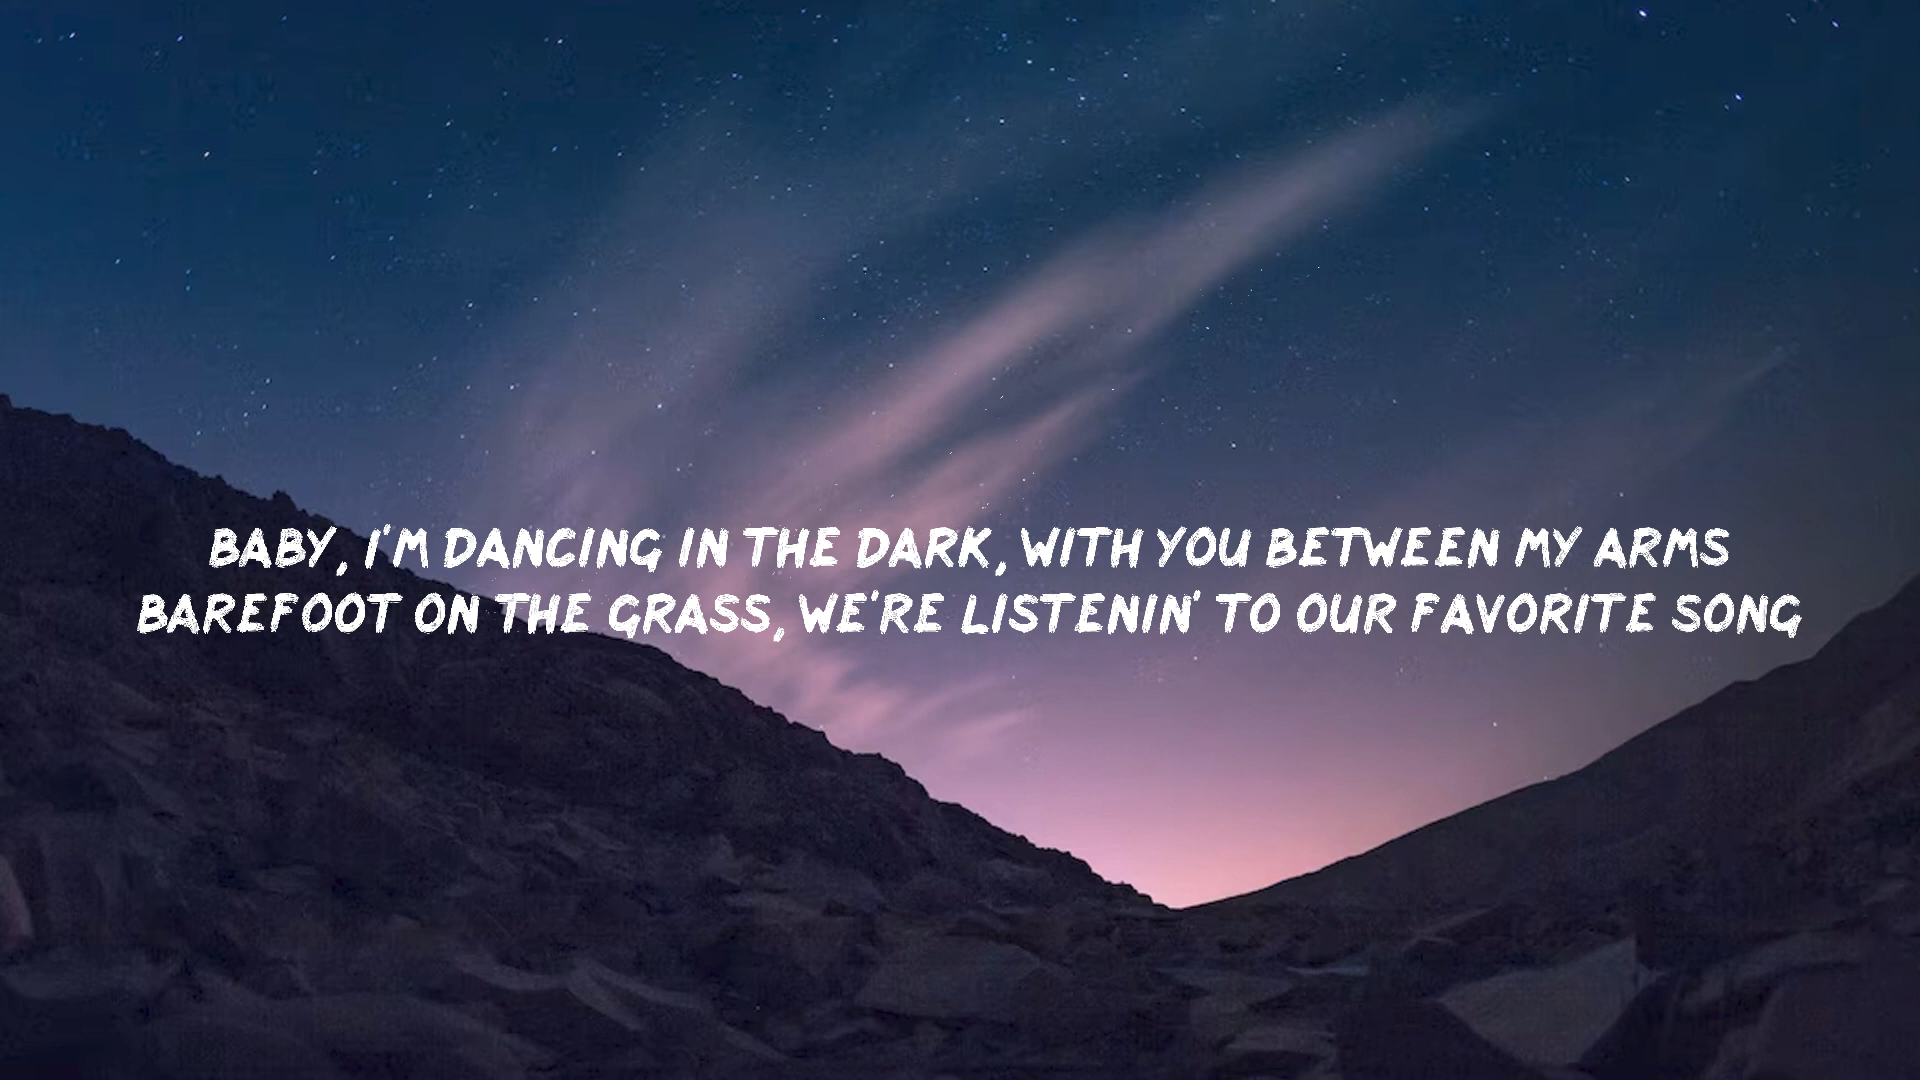 BABY, I'M DANCING IN THE DARK, WITH YOU BETWEEN MY ARMS
BAREFOOT ON THE GRASS, WE'RE LISTENIN' TO OUR FAVORITE SONG